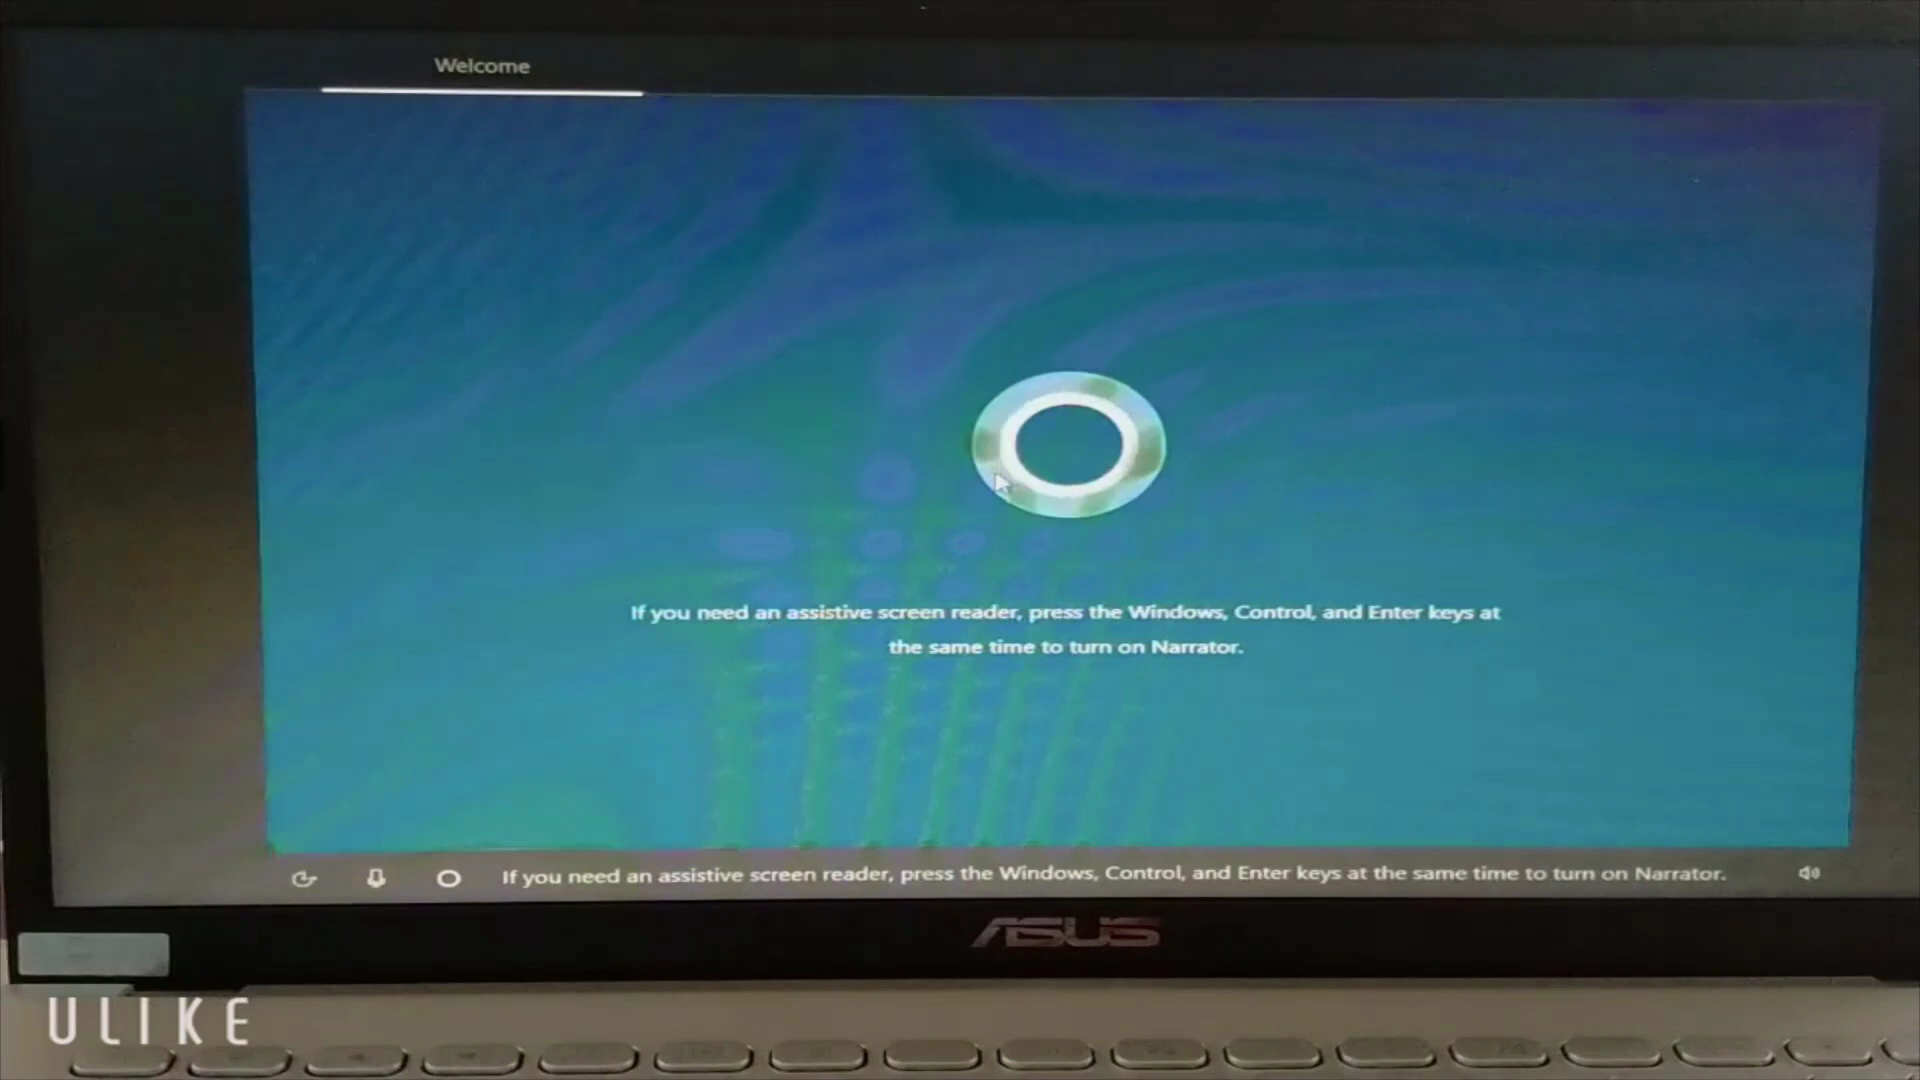 Welcome
If you need an assistive screen reader, press the Windows, Control, and Enter keys at
the same time to turn on Narrator.
If you need an assistive screen reader, press the Windows, Control, and Enter keys at the same time to turn on Narrator.
ASUS
ULIKE